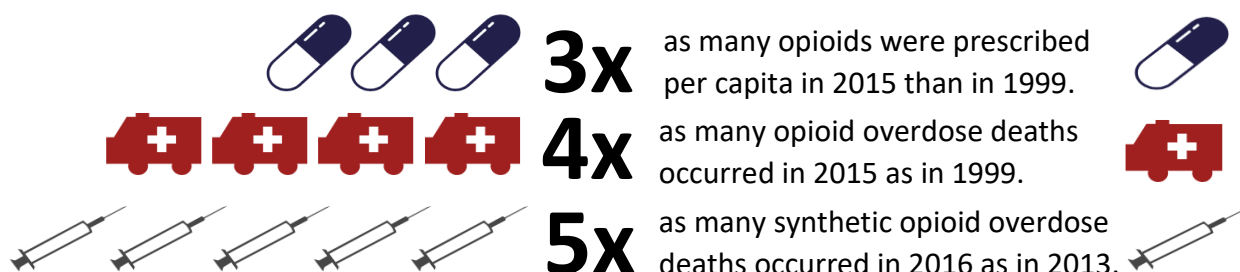 3x as many opioids were prescribed
per capita in 2015 than in 1999.
4x as many opioid overdose deaths
occurred in 2015 as in 1999.
5x as many synthetic opioid overdose
deaths occurred in 2016 as in 2013.